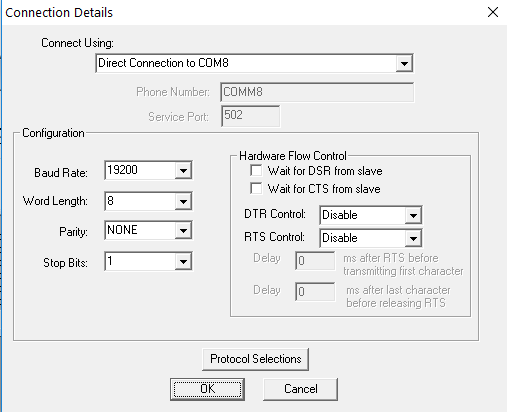 Connection Details
Connect Using:
Direct Connection to COM8
Phone Number: COMM8
Service Port: 502
Configuration
Baud Rate: 19200
Word Length: 8
Parity: NONE
Stop Bits: 1
Hardware Flow Control
Wait for DSR from slave
Wait for CTS from slave
DTR Control: Disable
RTS Control: Disable
Delay 0 ms after RTS before
transmitting first character
Delay 0 ms after last character
before releasing RTS
Protocol Selections
OK Cancel